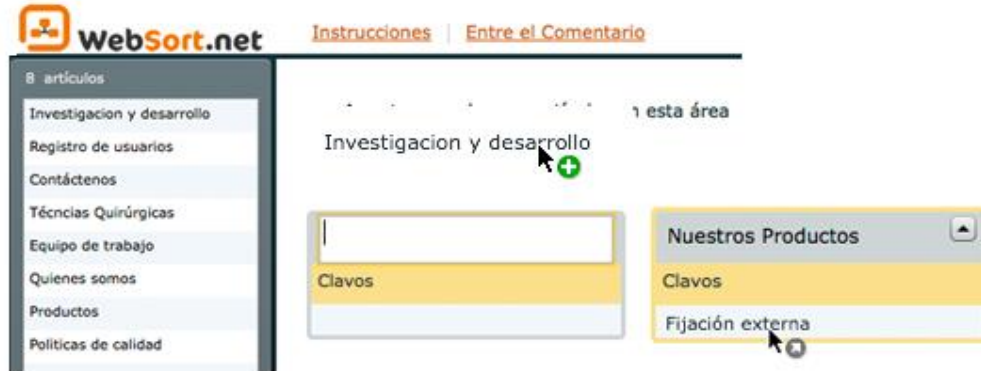 WebSort.net
Instrucciones | Entre el Comentario
8 artículos
Investigacion y desarrollo
Registro de usuarios
Contáctenos
Técncias Quirúrgicas
Equipo de trabajo
Quienes somos
Productos
Politicas de calidad
esta área
Investigacion y desarrollo
Clavos
Nuestros Productos
Clavos
Fijación externa